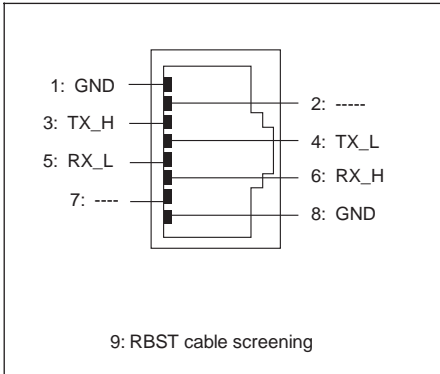 1: GND
2: -----
3: TX_H
4: TX_L
5: RX_L
6: RX_H
7: ----
8: GND
9: RBST cable screening